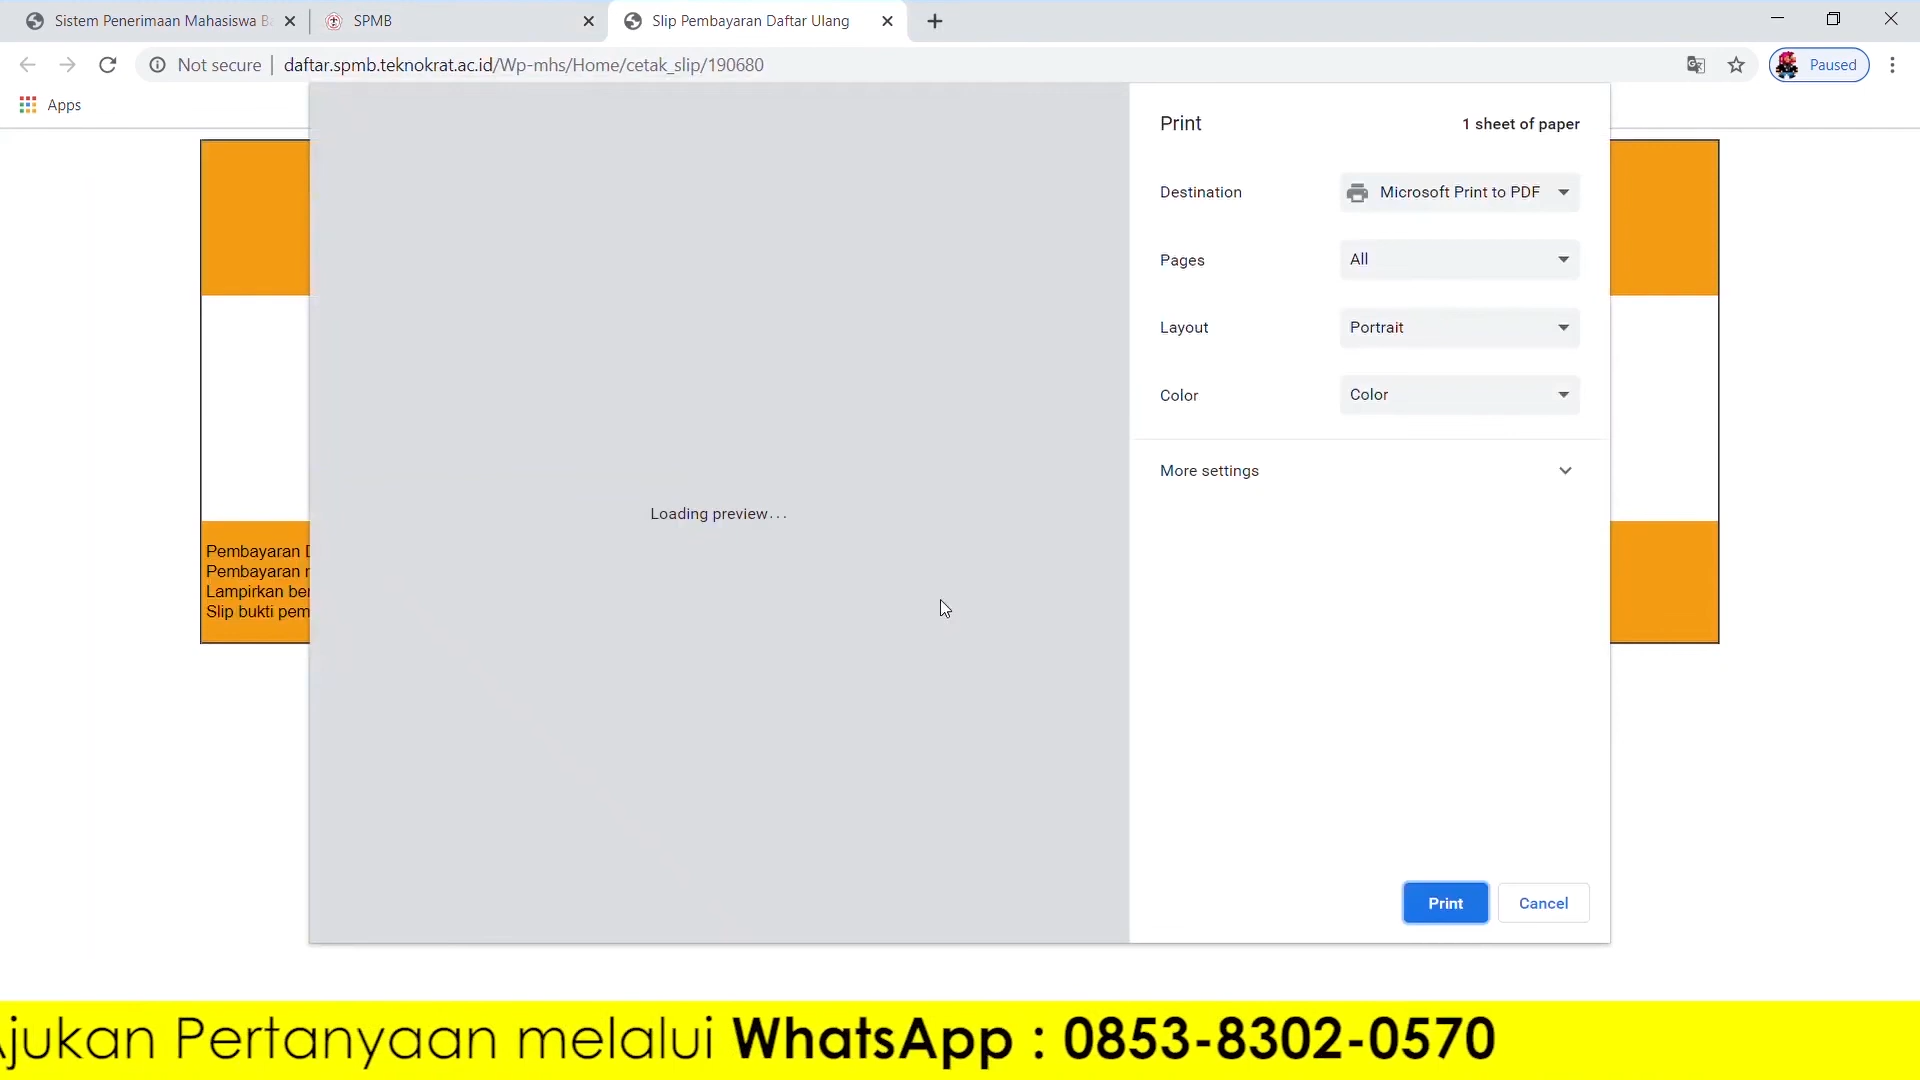 Sistem Penerimaan Mahasiswa B
SPMB
Slip Pembayaran Daftar Ulang
Not secure
daftar.spmb.teknokrat.ac.id/Wp-mhs/Home/cetak_slip/190680
Paused
Apps
Print
1 sheet of paper
Destination
Microsoft Print to PDF
Pages
All
Layout
Portrait
Color
Color
More settings
Loading preview...
Pembayaran
Pembayaran
Lampirkan
Slip bukti
Print
Cancel
jukan Pertanyaan melalui WhatsApp : 0853-8302-0570